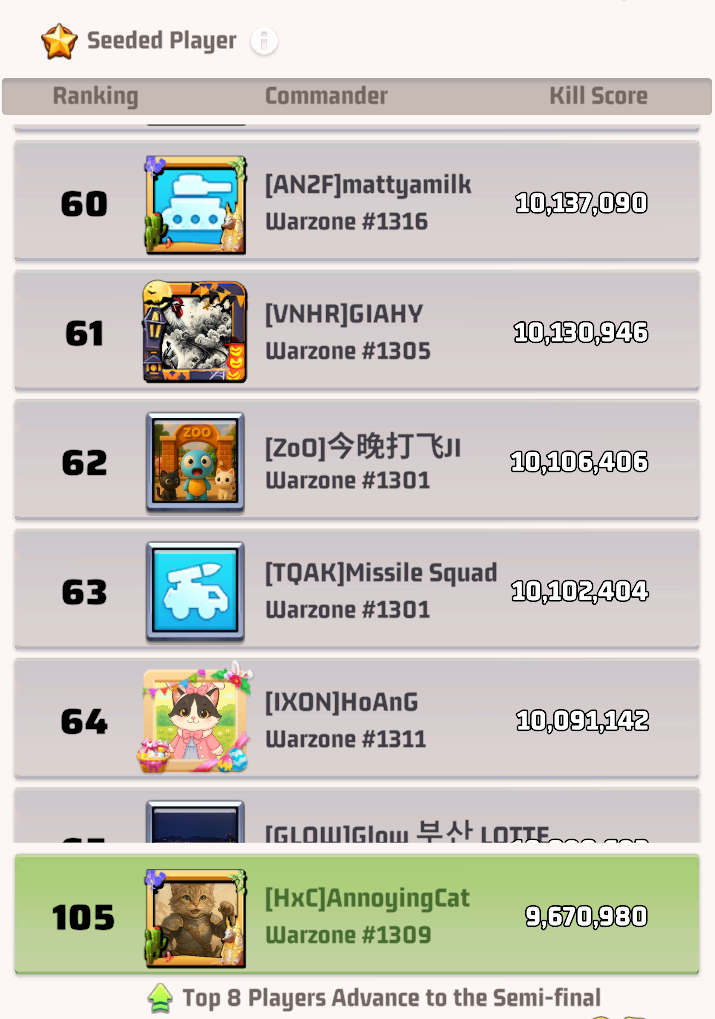 Seeded Player
Ranking Commander Kill Score
60 [AN2F]mattyamilk 10,137,090
Warzone #1316
61 [VNHR]GIAHY 10,130,946
Warzone #1305
62 [ZoO]今晚打飞JI 10,106,406
Warzone #1301
ZOO
63 [TQAK]Missile Squad 10,102,404
Warzone #1301
64 [IXON]HoAnG 10,091,142
Warzone #1311
[GLOW]Glow 부산 LOTTE
105 [HxC]AnnoyingCat 9,670,980
Warzone #1309
Top 8 Players Advance to the Semi-final